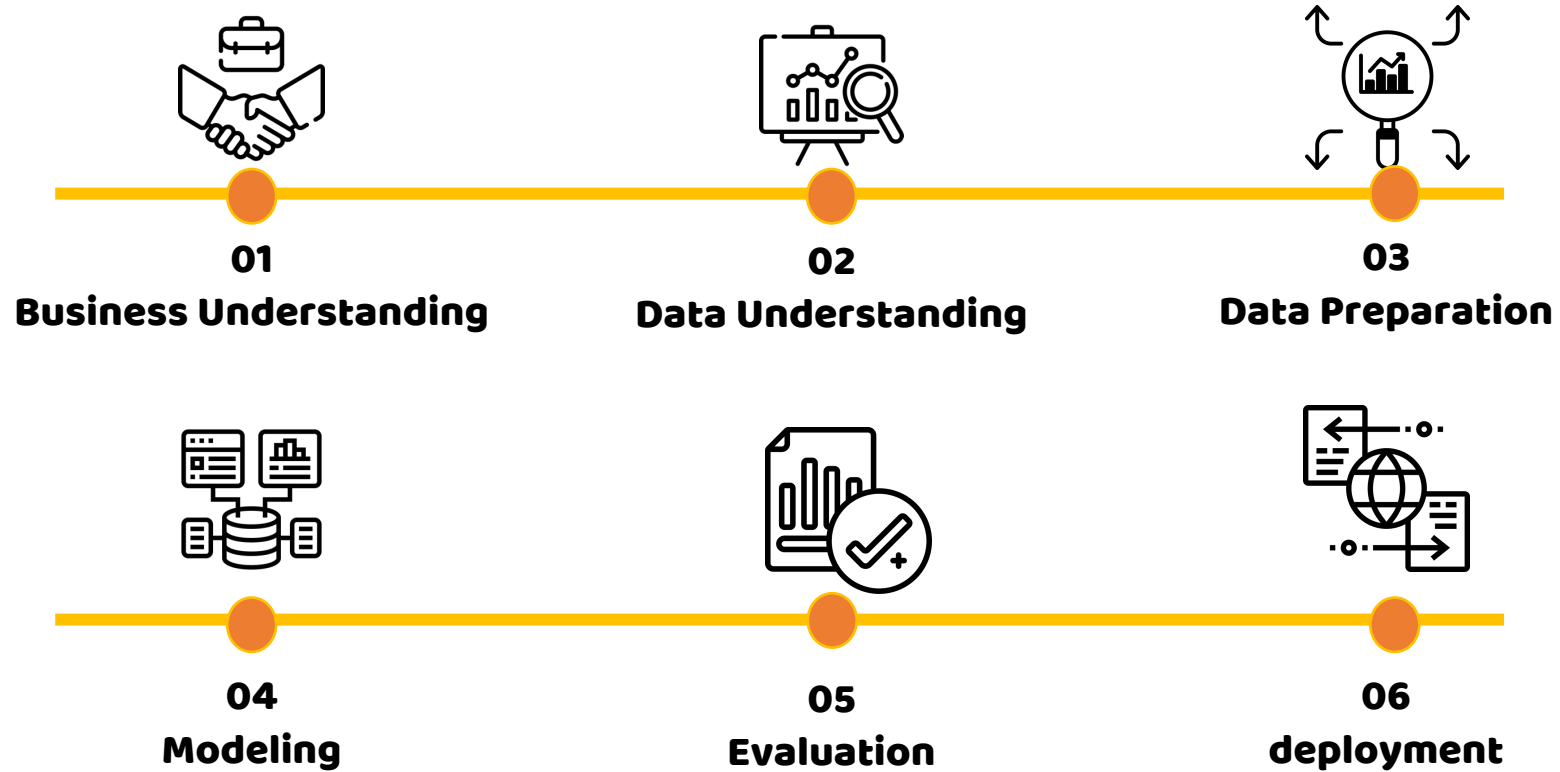 01
Business Understanding
02
Data Understanding
03
Data Preparation
04
Modeling
05
Evaluation
06
deployment